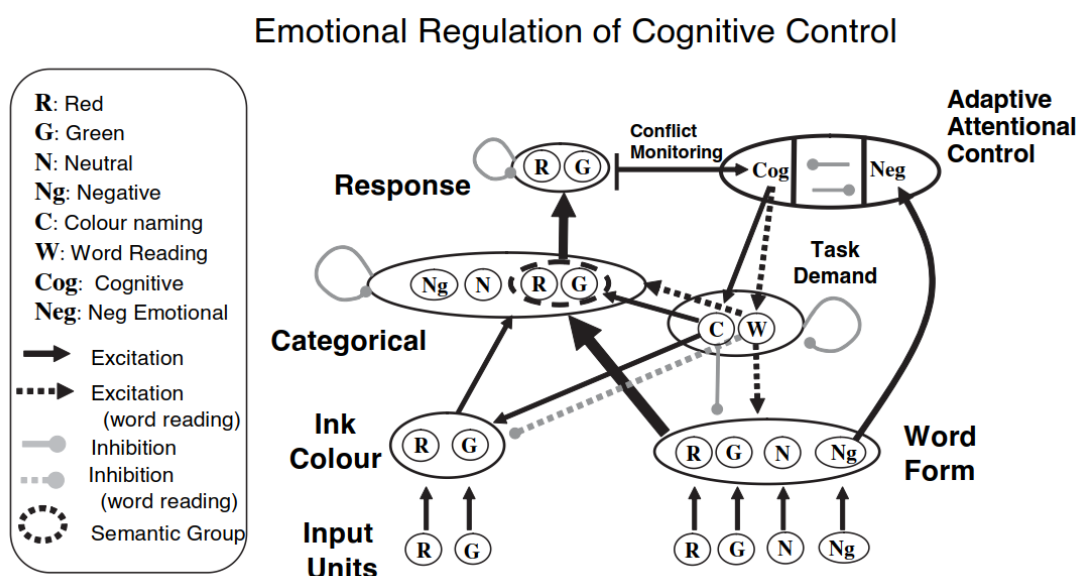 Emotional Regulation of Cognitive Control
R: Red
G: Green
N: Neutral
Ng: Negative
C: Colour naming
W: Word Reading
Cog: Cognitive
Neg: Neg Emotional
Excitation
Excitation
(word reading)
Inhibition
Inhibition
(word reading)
Semantic Group
Adaptive
Attentional
Control
Conflict
Monitoring
Response
R G
Cog
Neg
Task
Demand
Ng N R G
C W
Categorical
Ink
Colour
R G
R G N Ng
Word
Form
Input
Units
R G
R G N Ng